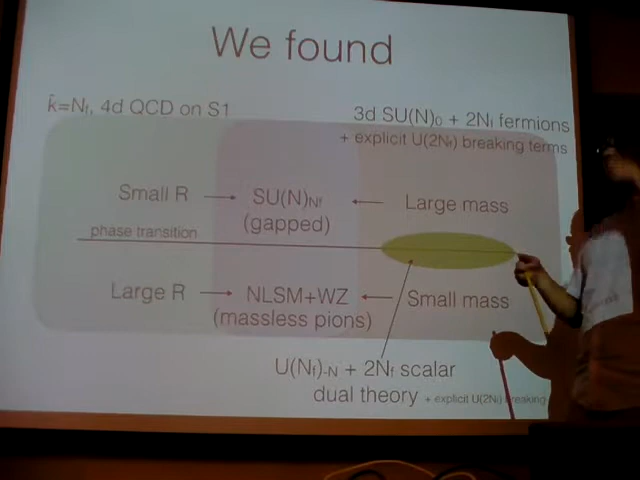 We found
k̃=Nf, 4d QCD on S1
3d SU(N)0 + 2Nf fermions
+ explicit U(2Nf) breaking terms
Small R → SU(N)Nf ← Large mass
(gapped)
phase transition
Large R → NLSM+WZ ← Small mass
(massless pions)
U(Nf)-N + 2Nf scalar
dual theory + explicit U(2Nf) breaking